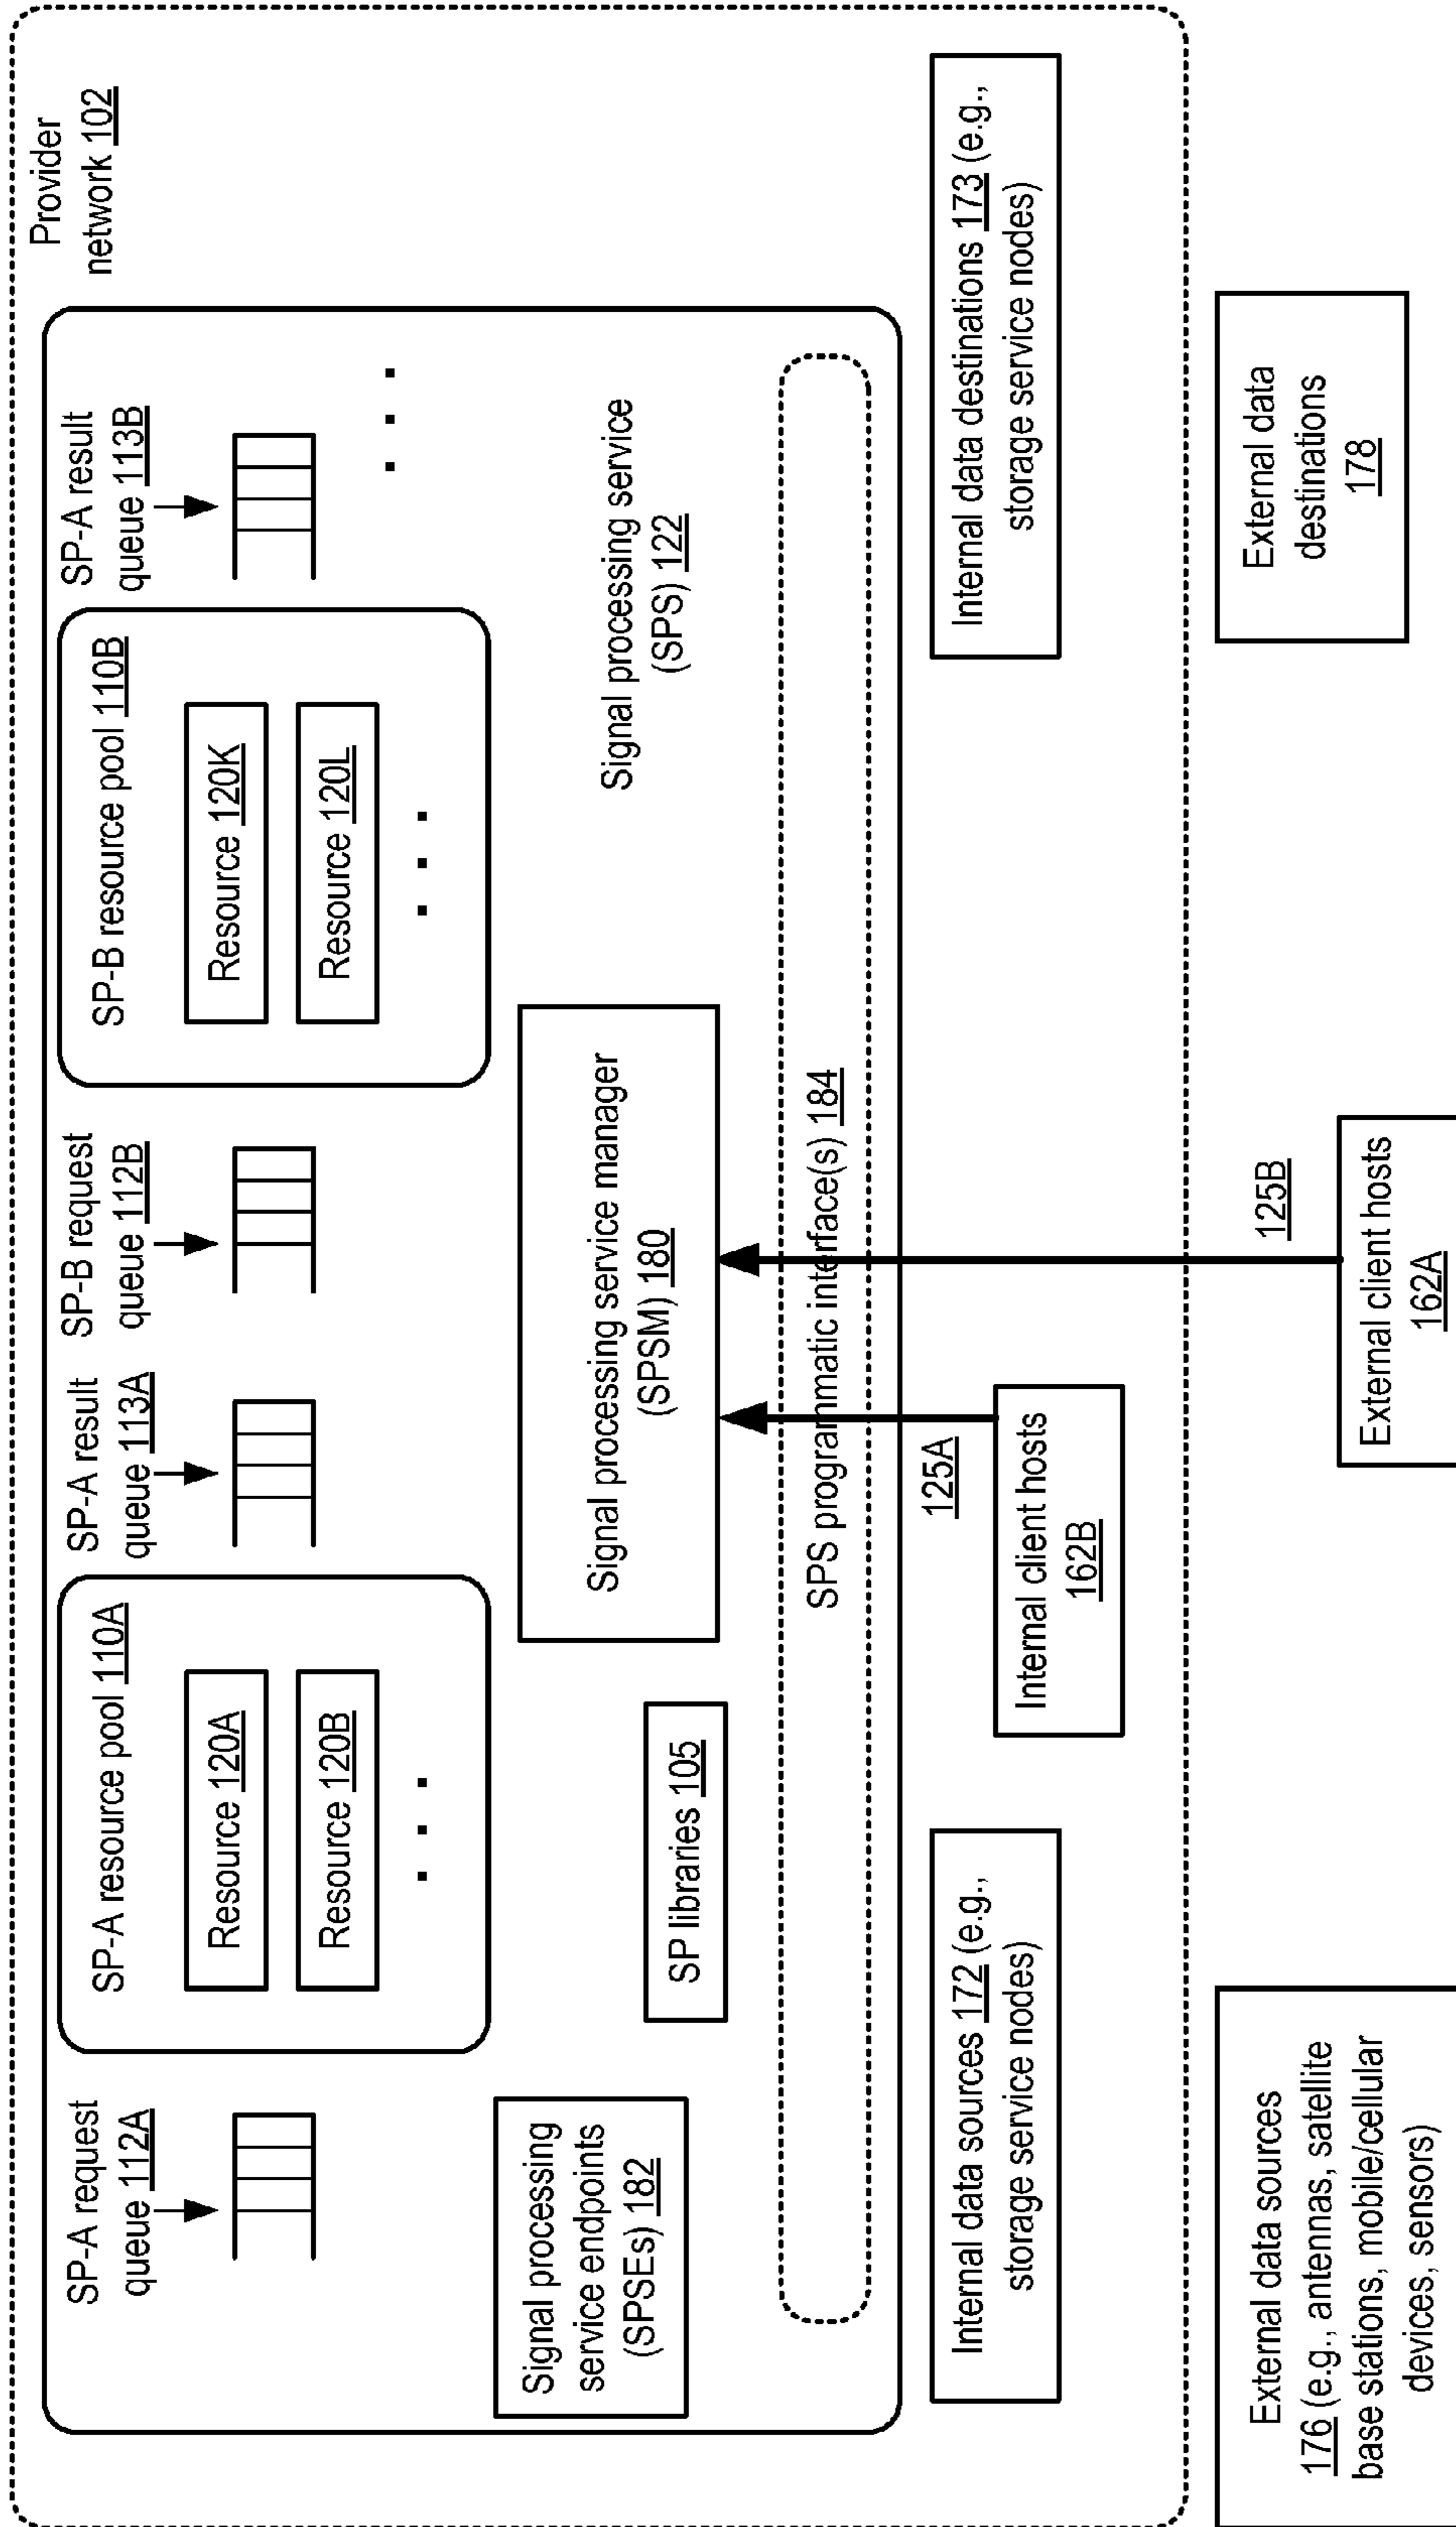 Provider
network 102
SP-A request
queue 112A
SP-A resource pool 110A
Resource 120A
Resource 120B
SP-A result
queue 113A
SP-B request
queue 112B
SP-B resource pool 110B
Resource 120K
Resource 120L
SP-A result
queue 113B
Signal processing
service endpoints
(SPSEs) 182
SP libraries 105
Signal processing service manager
(SPSM) 180
Signal processing service
(SPS) 122
SPS programmatic interface(s) 184
Internal data sources 172 (e.g.,
storage service nodes)
125A
Internal client hosts
162B
Internal data destinations 173 (e.g.,
storage service nodes)
External data sources
176 (e.g., antennas, satellite
base stations, mobile/cellular
devices, sensors)
125B
External client hosts
162A
External data
destinations
178